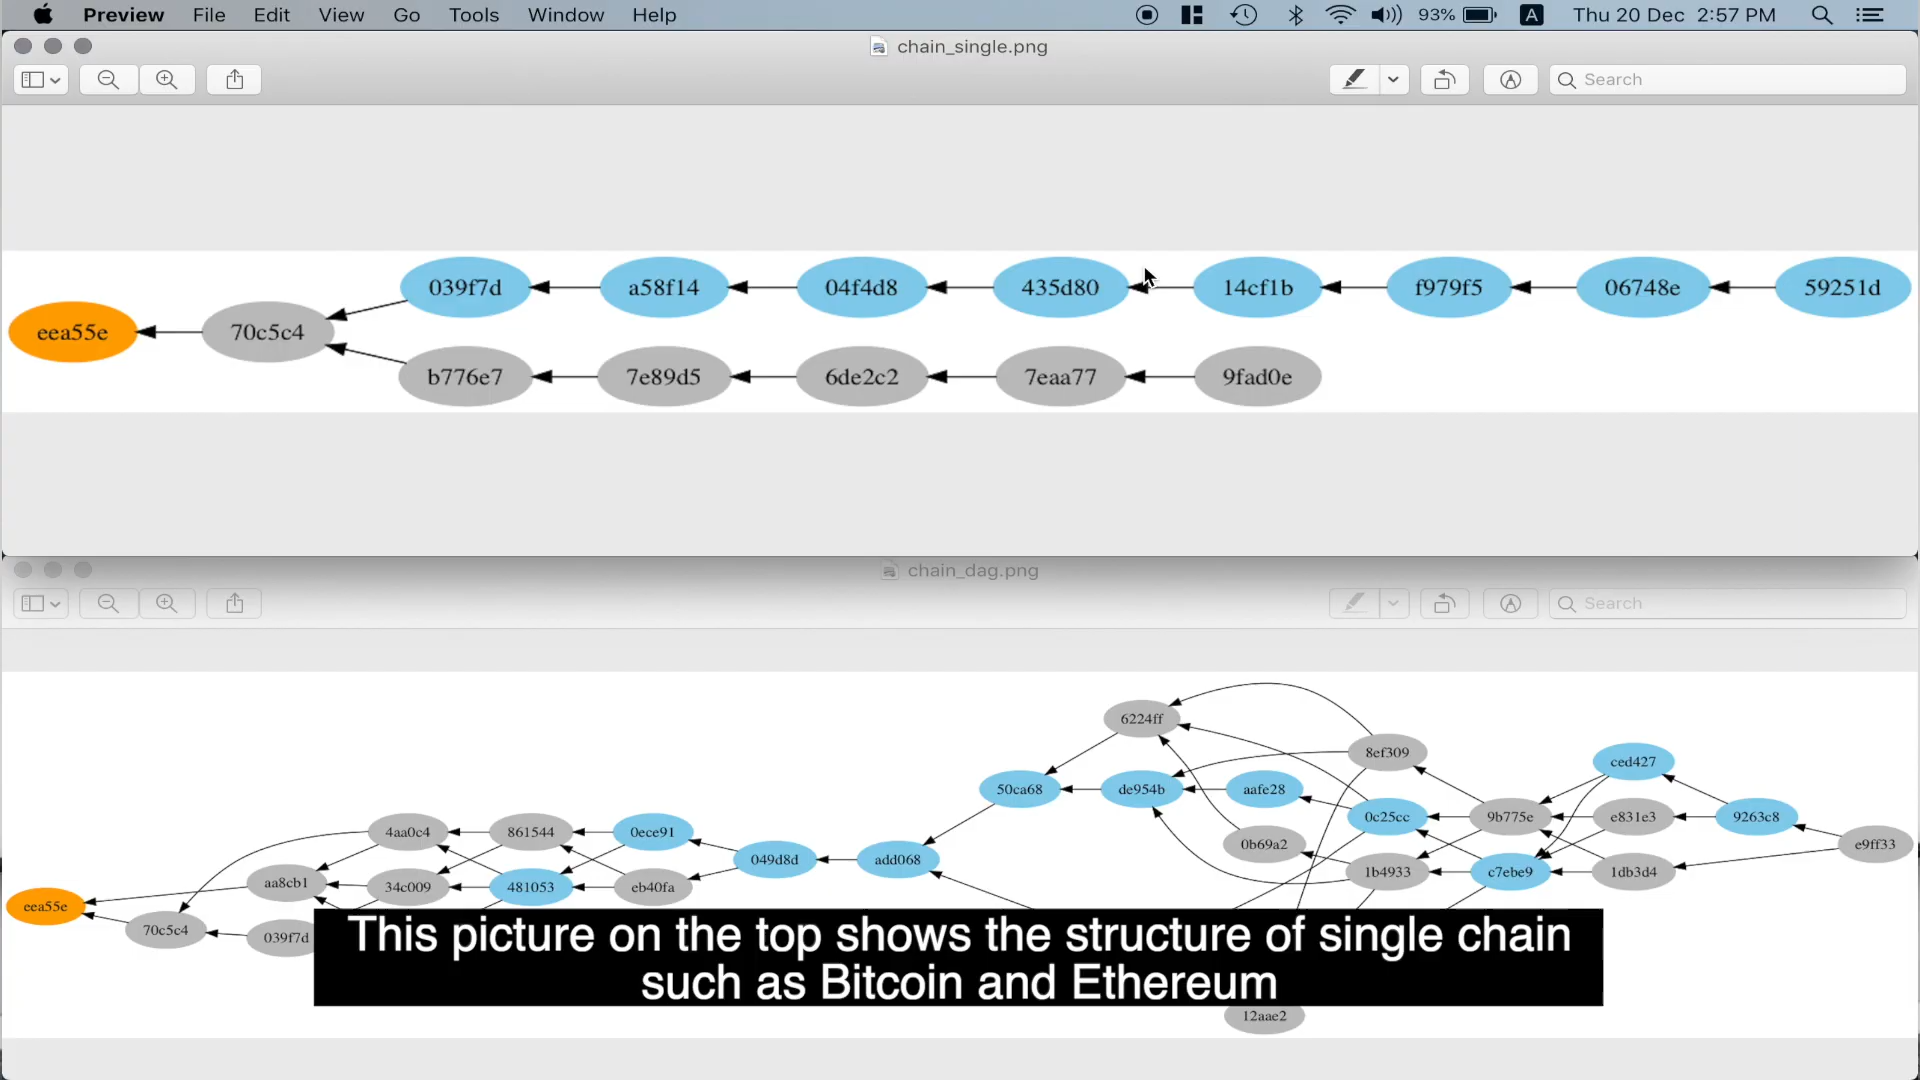 Preview File Edit View Go Tools Window Help 93% A Thu 20 Dec 2:57 PM
chain_single.png
Search
039f7d a58f14 04f4d8 435d80 14cf1b f979f5 06748e 59251d
eea55e 70c5c4
b776e7 7e89d5 6de2c2 7eaa77 9fad0e
chain_dag.png
Search
6224ff
8ef309 ced427
50ca68 de954b aafe28
4aa0c4 861544 0ece91 0c25cc 9b775e e831e3 9263c8
049d8d add068 0b69a2 e9ff33
aa8cb1 34c009 481053 eb40fa 1b4933 c7ebe9 1db3d4
eea55e
70c5c4 039f7d
This picture on the top shows the structure of single chain
such as Bitcoin and Ethereum
12aae2